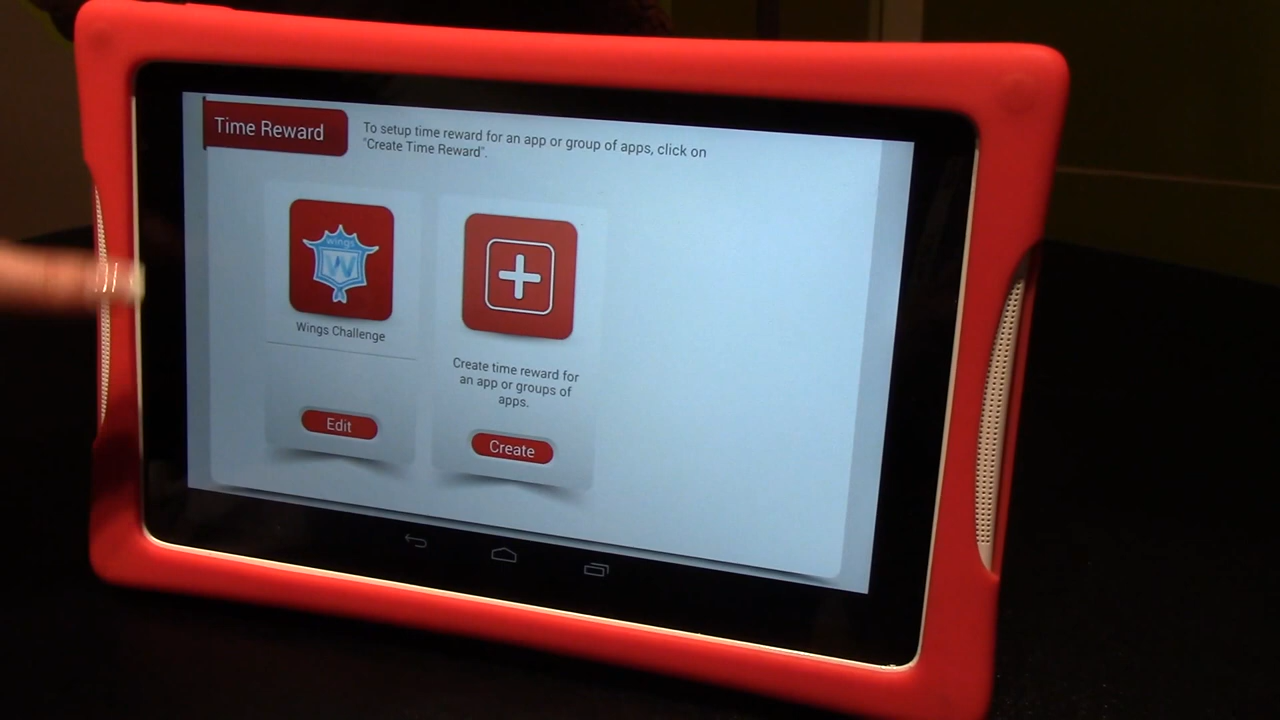 Time Reward
To setup time reward for an app or group of apps, click on
"Create Time Reward".
wings
W
Wings Challenge
Edit
Create time reward for
an app or groups of
apps.
Create